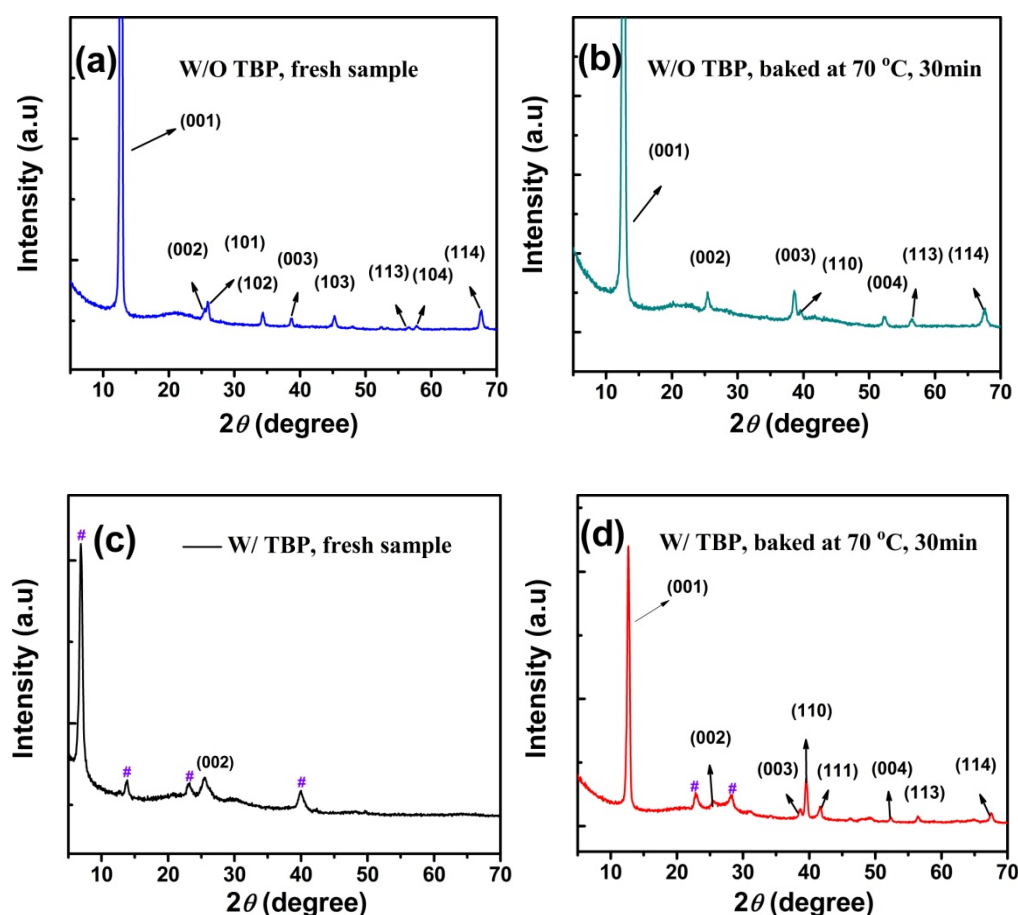 (a)
W/O TBP, fresh sample
(001)
(002)
(101)
(102)
(003)
(103)
(113)
(104)
(114)
Intensity (a.u)
10 20 30 40 50 60 70
2θ (degree)
(b)
W/O TBP, baked at 70 °C, 30min
(001)
(002)
(003)
(110)
(004)
(113)
(114)
Intensity (a.u)
10 20 30 40 50 60 70
2θ (degree)
#
(c)
W/ TBP, fresh sample
#
#
(002)
#
Intensity (a.u)
10 20 30 40 50 60 70
2θ (degree)
(d)
W/ TBP, baked at 70 °C, 30min
(001)
#
(002)
#
(003)
(110)
(111)
(004)
(113)
(114)
Intensity (a.u)
10 20 30 40 50 60 70
2θ (degree)